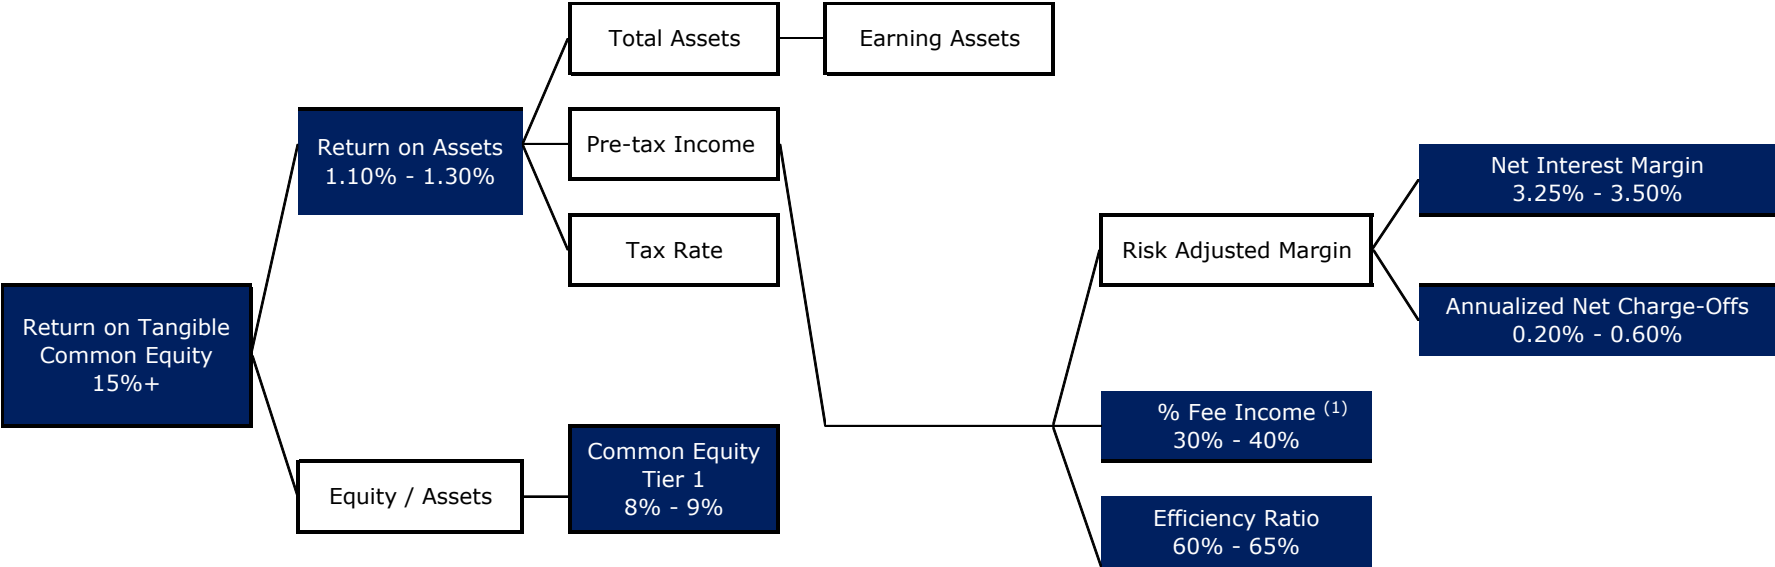 Total Assets
Earning Assets
Return on Assets
1.10% - 1.30%
Pre-tax Income
Tax Rate
Return on Tangible
Common Equity
15%+
Equity / Assets
Common Equity
Tier 1
8% - 9%
Risk Adjusted Margin
Net Interest Margin
3.25% - 3.50%
Annualized Net Charge-Offs
0.20% - 0.60%
% Fee Income (1)
30% - 40%
Efficiency Ratio
60% - 65%